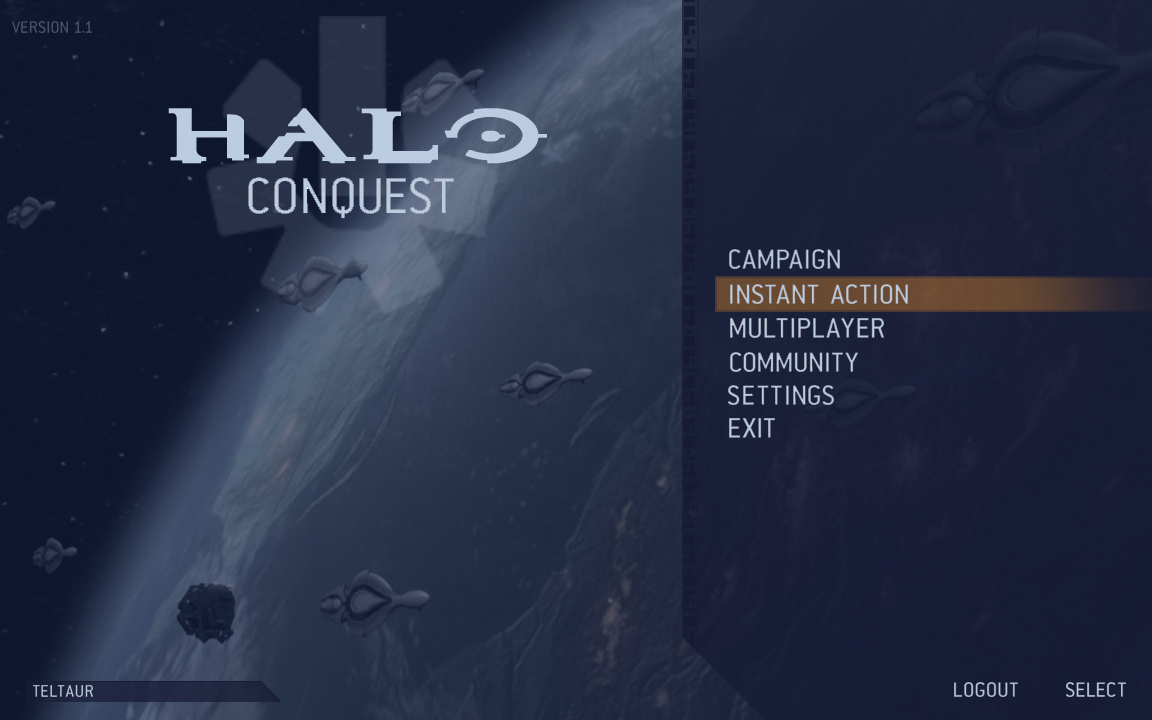 VERSION 1.1
HALO
CONQUEST
CAMPAIGN
INSTANT ACTION
MULTIPLAYER
COMMUNITY
SETTINGS
EXIT
TELTAUR
LOGOUT SELECT